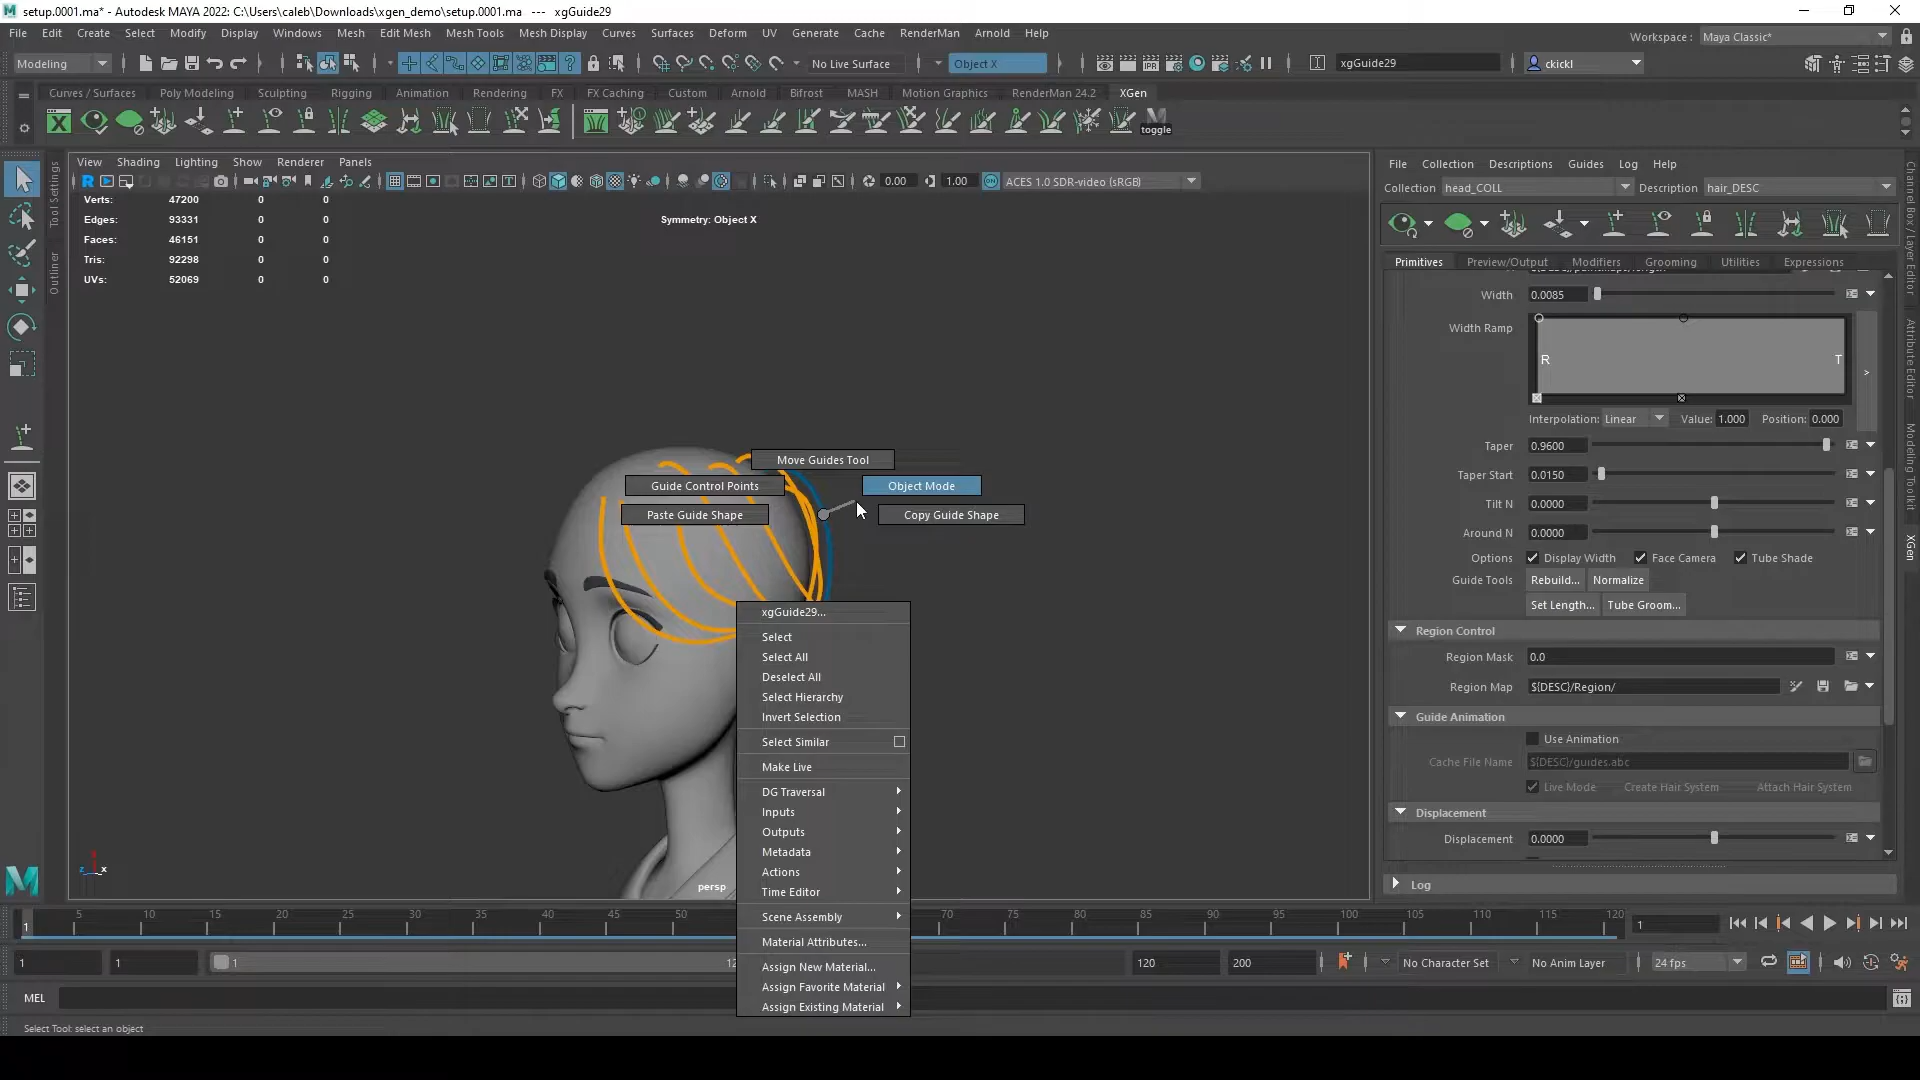 setup.0001.ma* - Autodesk MAYA 2022: C:\Users\caleb\Downloads\xgen_demo\setup.0001.ma --- xgGuide29
File Edit Create Select Modify Display Windows Mesh Edit Mesh Mesh Tools Mesh Display Curves Surfaces Deform UV Generate Cache RenderMan Arnold Help
Workspace : Maya Classic*
Modeling No Live Surface Object X xgGuide29 ckickl
Curves / Surfaces Poly Modeling Sculpting Rigging Animation Rendering FX FX Caching Custom Arnold Bifrost MASH Motion Graphics RenderMan 24.2 XGen
toggle
View Shading Lighting Show Renderer Panels
0.00 1.00 ACES 1.0 SDR-video (sRGB)
Verts: 47200 0 0
Edges: 93331 0 0
Faces: 46151 0 0
Tris: 92298 0 0
UVs: 52069 0 0
Symmetry: Object X
Tool Settings
Outliner
Move Guides Tool
Guide Control Points
Object Mode
Paste Guide Shape
Copy Guide Shape
xgGuide29...
Select
Select All
Deselect All
Select Hierarchy
Invert Selection
Select Similar
Make Live
DG Traversal
Inputs
Outputs
Metadata
Actions
Time Editor
Scene Assembly
Material Attributes...
Assign New Material...
Assign Favorite Material
Assign Existing Material
persp
z x
File Collection Descriptions Guides Log Help
Collection head_COLL Description hair_DESC
Primitives Preview/Output Modifiers Grooming Utilities Expressions
Width 0.0085
Width Ramp
R T
Interpolation: Linear Value: 1.000 Position: 0.000
Taper 0.9600
Taper Start 0.0150
Tilt N 0.0000
Around N 0.0000
Options Display Width Face Camera Tube Shade
Guide Tools Rebuild... Normalize
Set Length... Tube Groom...
Region Control
Region Mask 0.0
Region Map ${DESC}/Region/
Guide Animation
Use Animation
Cache File Name ${DESC}/guides.abc
Live Mode Create Hair System Attach Hair System
Displacement
Displacement 0.0000
Log
Channel Box / Layer Editor
Attribute Editor
Modeling Toolkit
XGen
5 10 15 20 25 30 35 40 45 50 70 75 80 85 90 95 100 105 110 115 120
1 1
1 1 1 12 120 200 No Character Set No Anim Layer 24 fps
MEL
Select Tool: select an object